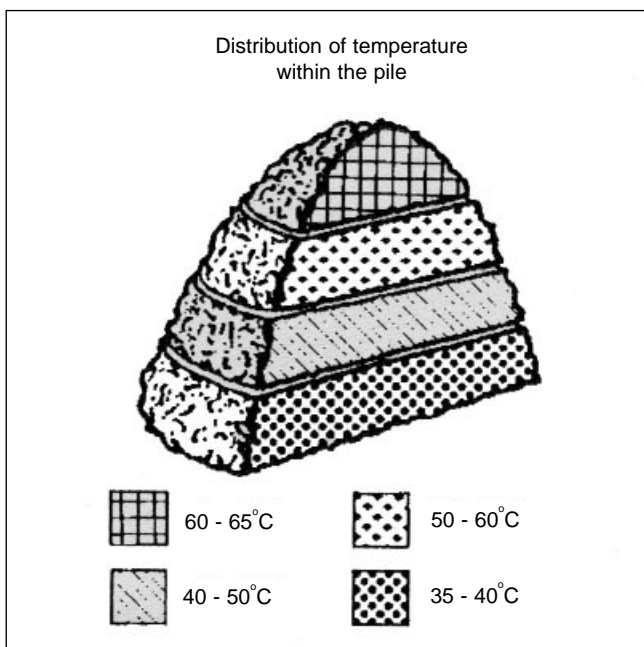 Distribution of temperature
within the pile
60 - 65°C
50 - 60°C
40 - 50°C
35 - 40°C